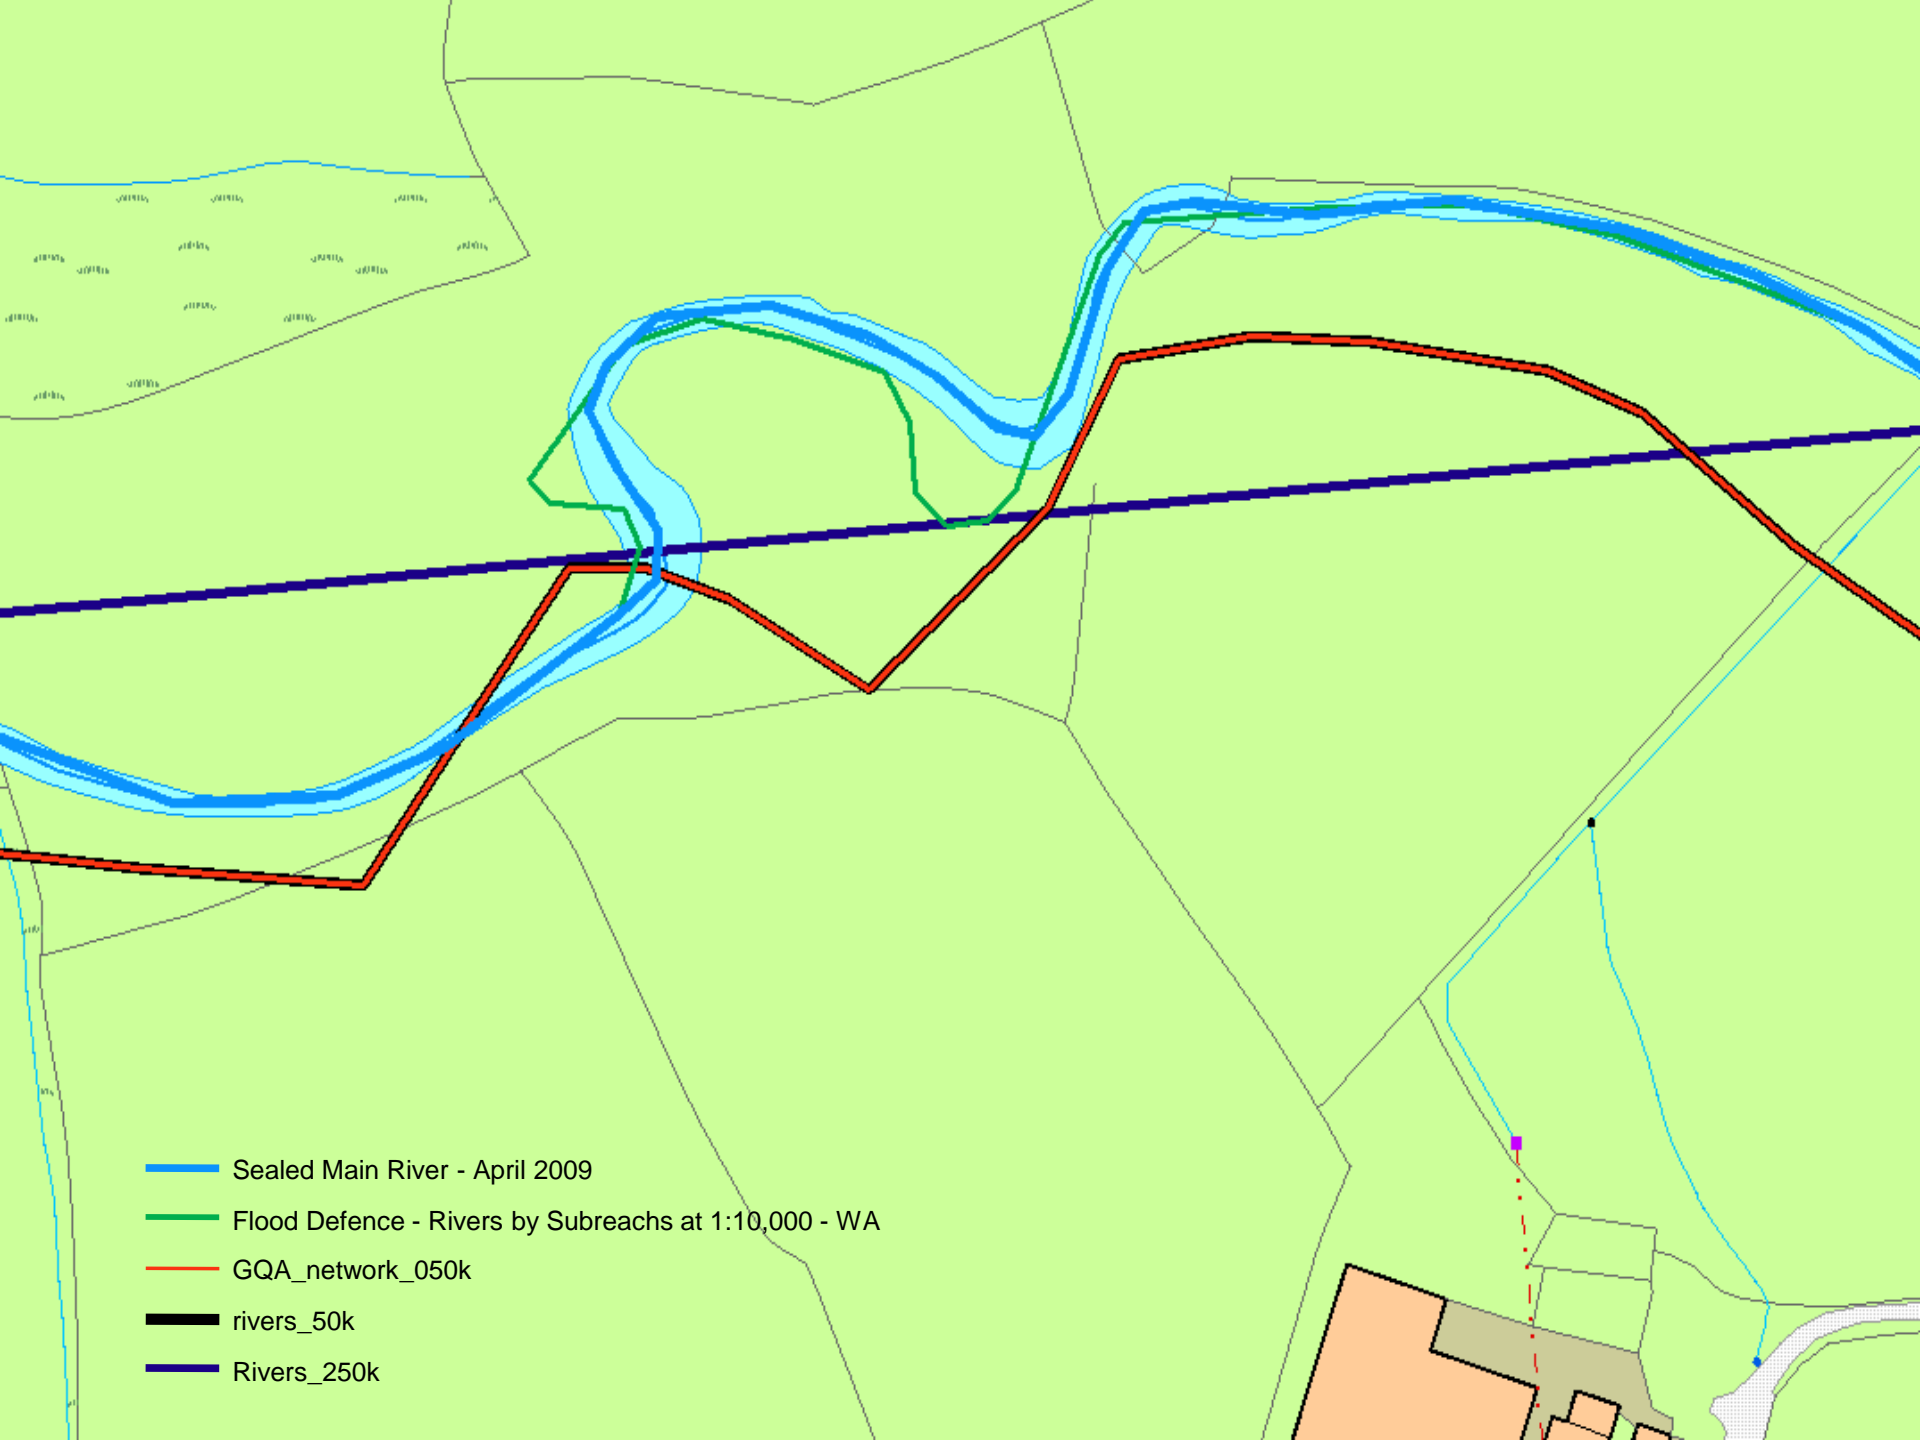 Sealed Main River - April 2009
Flood Defence - Rivers by Subreachs at 1:10,000 - WA
GQA_network_050k
rivers_50k
Rivers_250k